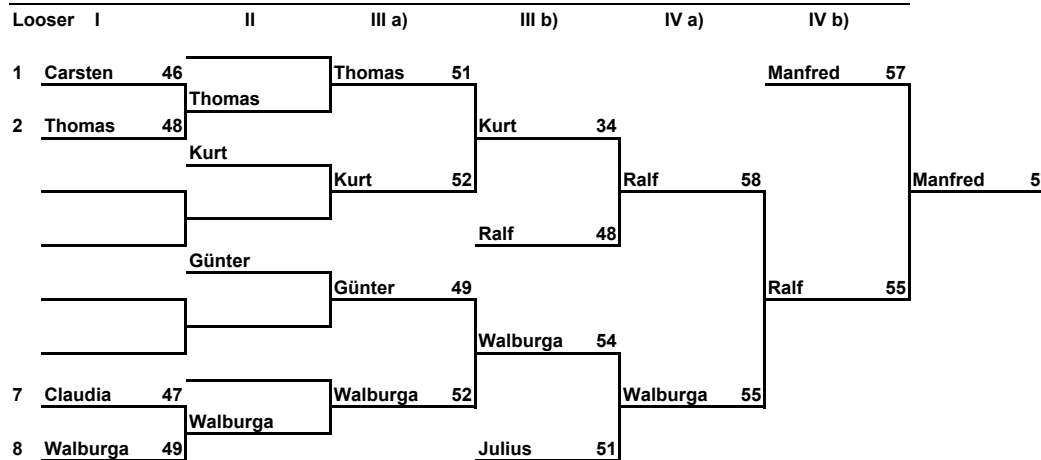 Looser I II III a) III b) IV a) IV b)
1 Carsten 46 Thomas 51 Manfred 57
Thomas
2 Thomas 48 Kurt 34
Kurt
Kurt 52 Ralf 58 Manfred 5
Ralf 48
Günter
Günter 49 Ralf 55
Walburga 54
7 Claudia 47 Walburga 52 Walburga 55
Walburga
8 Walburga 49 Julius 51